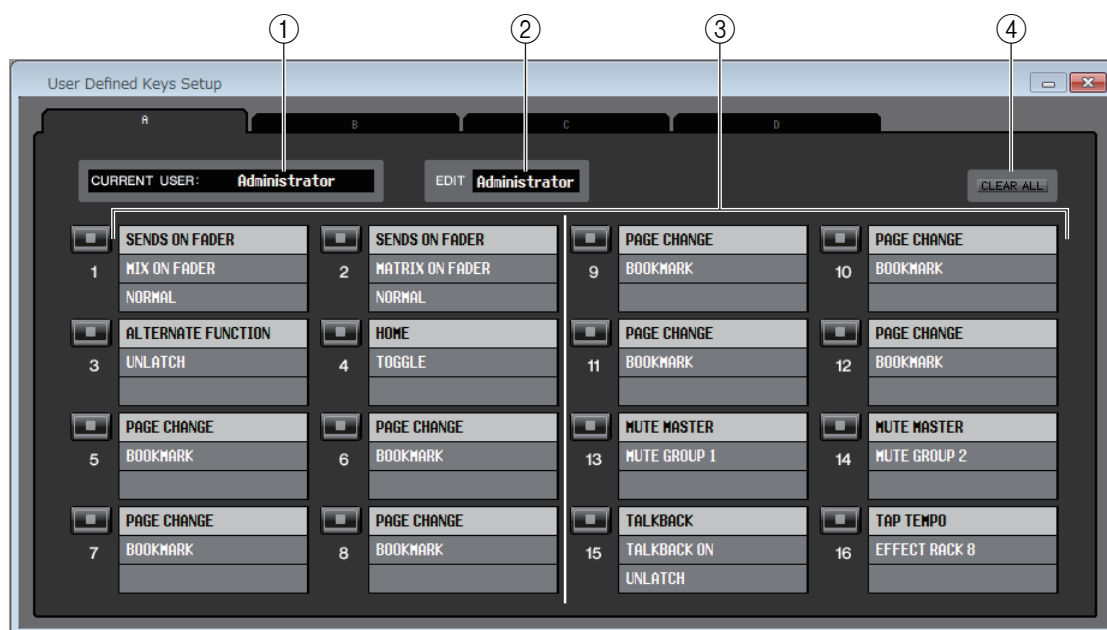 ① ② ③ ④
User Defined Keys Setup
A B C D
CURRENT USER: Administrator EDIT Administrator CLEAR ALL
1 SENDS ON FADER
MIX ON FADER
NORMAL
2 SENDS ON FADER
MATRIX ON FADER
NORMAL
9 PAGE CHANGE
BOOKMARK
10 PAGE CHANGE
BOOKMARK
3 ALTERNATE FUNCTION
UNLATCH
4 HOME
TOGGLE
11 PAGE CHANGE
BOOKMARK
12 PAGE CHANGE
BOOKMARK
5 PAGE CHANGE
BOOKMARK
6 PAGE CHANGE
BOOKMARK
13 MUTE MASTER
MUTE GROUP 1
14 MUTE MASTER
MUTE GROUP 2
7 PAGE CHANGE
BOOKMARK
8 PAGE CHANGE
BOOKMARK
15 TALKBACK
TALKBACK ON
UNLATCH
16 TAP TEMPO
EFFECT RACK 8